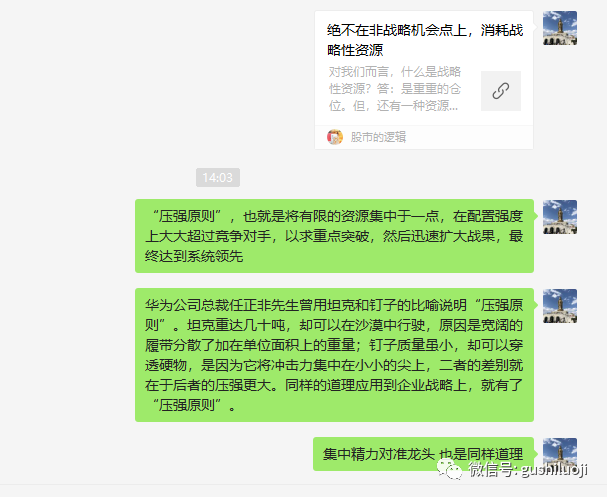 绝不在非战略机会点上，消耗战
略性资源
对我们而言，什么是战略性
资源？答：是重重的仓
位。但，还有一种资源...
股市的逻辑
14:03
“压强原则”，也就是将有限的资源集中于一点，在配置强度
上大大超过竞争对手，以求重点突破，然后迅速扩大战果，最
终达到系统领先
华为公司总裁任正非先生曾用坦克和钉子的比喻说明“压强原
则”。坦克重达几十吨，却可以在沙漠中行驶，原因是宽阔的
履带分散了加在单位面积上的重量；钉子质量虽小，却可以穿
透硬物，是因为它将冲击力集中在小小的尖上，二者的差别就
在于后者的压强更大。同样的道理应用到企业战略上，就有了
“压强原则”。
集中精力对准龙头 也是同样道理
微信号: gushiluoji